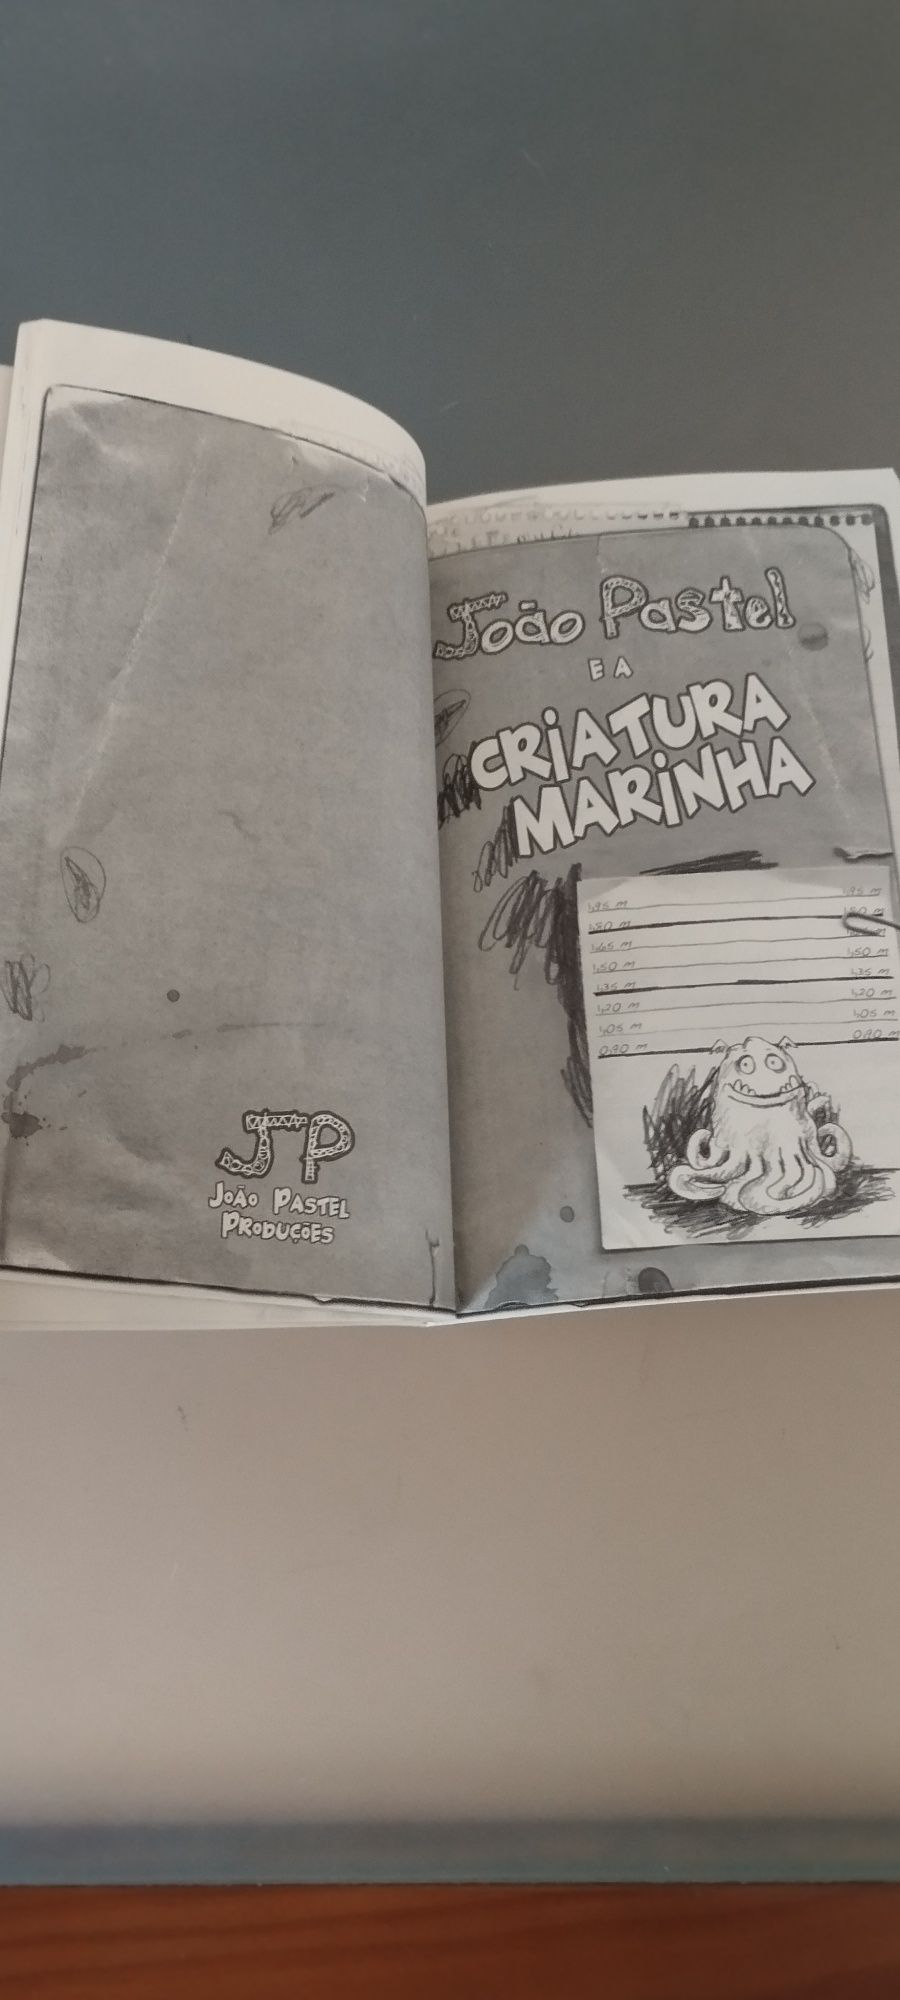 JP
João Pastel
Produções
João Pastel
E A
CRIATURA
MARINHA
1,95 m 1,95 m
1,80 m 1,80 m
1,65 m
1,50 m 1,50 m
1,35 m 1,35 m
1,20 m 1,20 m
1,05 m 1,05 m
0,90 m 0,90 m